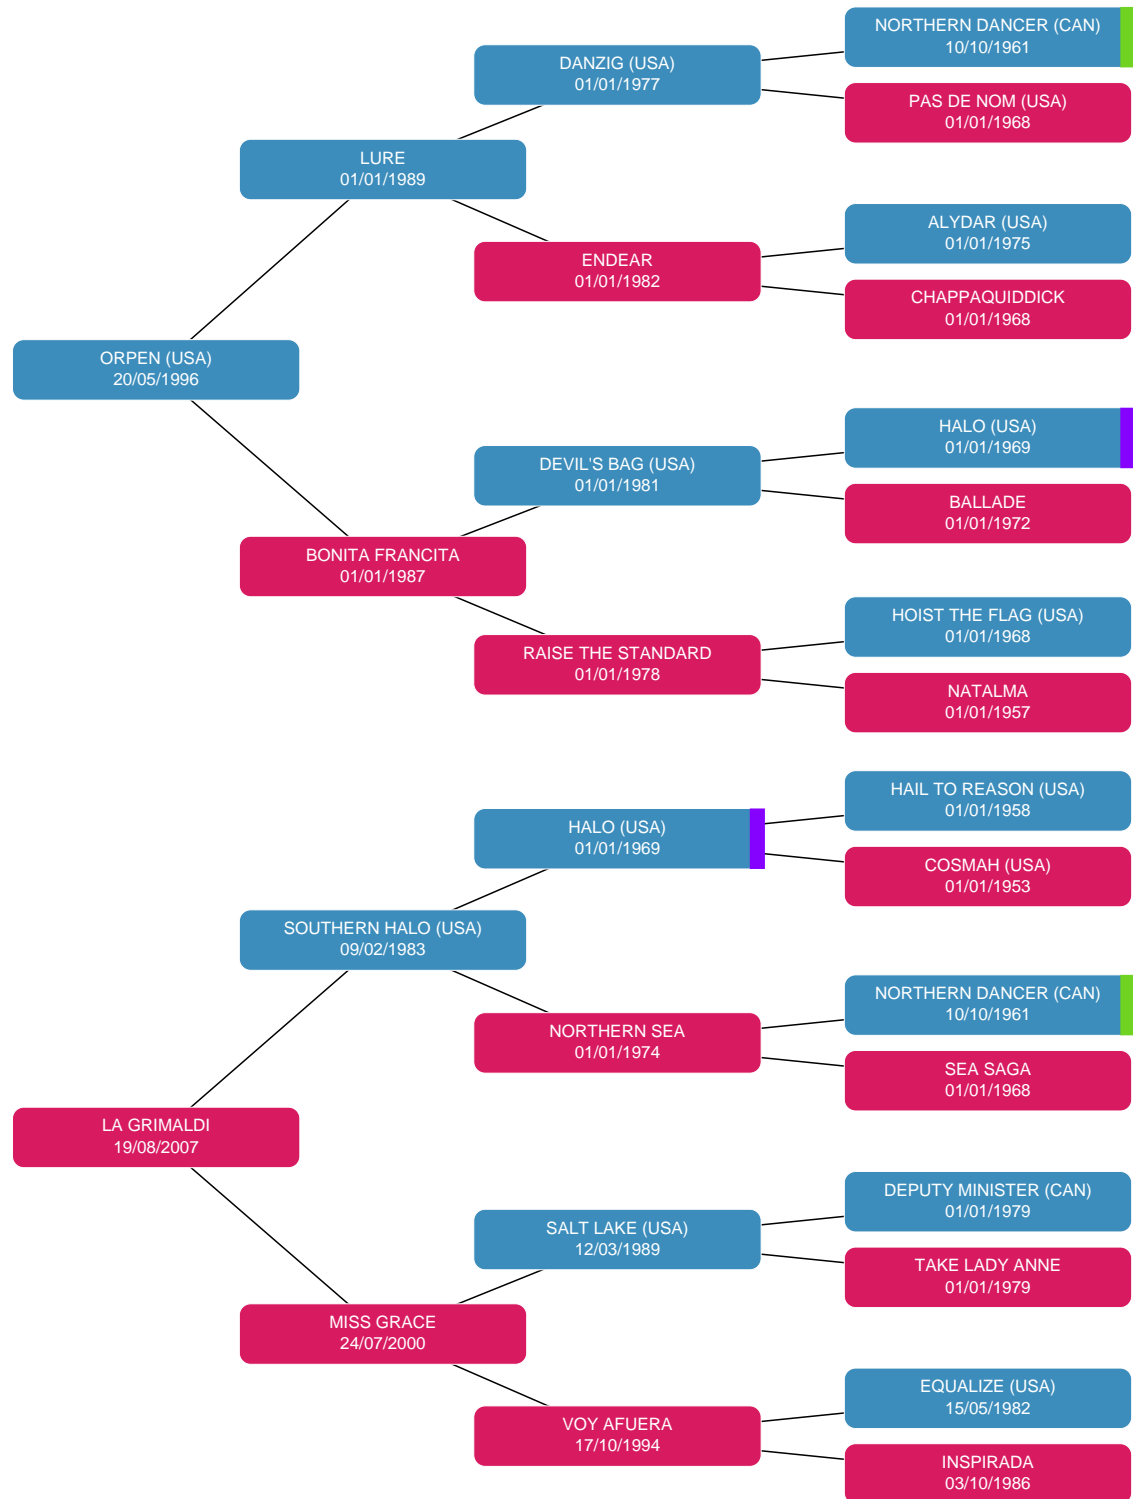 NORTHERN DANCER (CAN)
10/10/1961
DANZIG (USA)
01/01/1977
PAS DE NOM (USA)
01/01/1968
LURE
01/01/1989
ALYDAR (USA)
01/01/1975
ENDEAR
01/01/1982
CHAPPAQUIDDICK
01/01/1968
ORPEN (USA)
20/05/1996
HALO (USA)
01/01/1969
DEVIL'S BAG (USA)
01/01/1981
BALLADE
01/01/1972
BONITA FRANCITA
01/01/1987
HOIST THE FLAG (USA)
01/01/1968
RAISE THE STANDARD
01/01/1978
NATALMA
01/01/1957
HAIL TO REASON (USA)
01/01/1958
HALO (USA)
01/01/1969
COSMAH (USA)
01/01/1953
SOUTHERN HALO (USA)
09/02/1983
NORTHERN DANCER (CAN)
10/10/1961
NORTHERN SEA
01/01/1974
SEA SAGA
01/01/1968
LA GRIMALDI
19/08/2007
DEPUTY MINISTER (CAN)
01/01/1979
SALT LAKE (USA)
12/03/1989
TAKE LADY ANNE
01/01/1979
MISS GRACE
24/07/2000
EQUALIZE (USA)
15/05/1982
VOY AFUERA
17/10/1994
INSPIRADA
03/10/1986